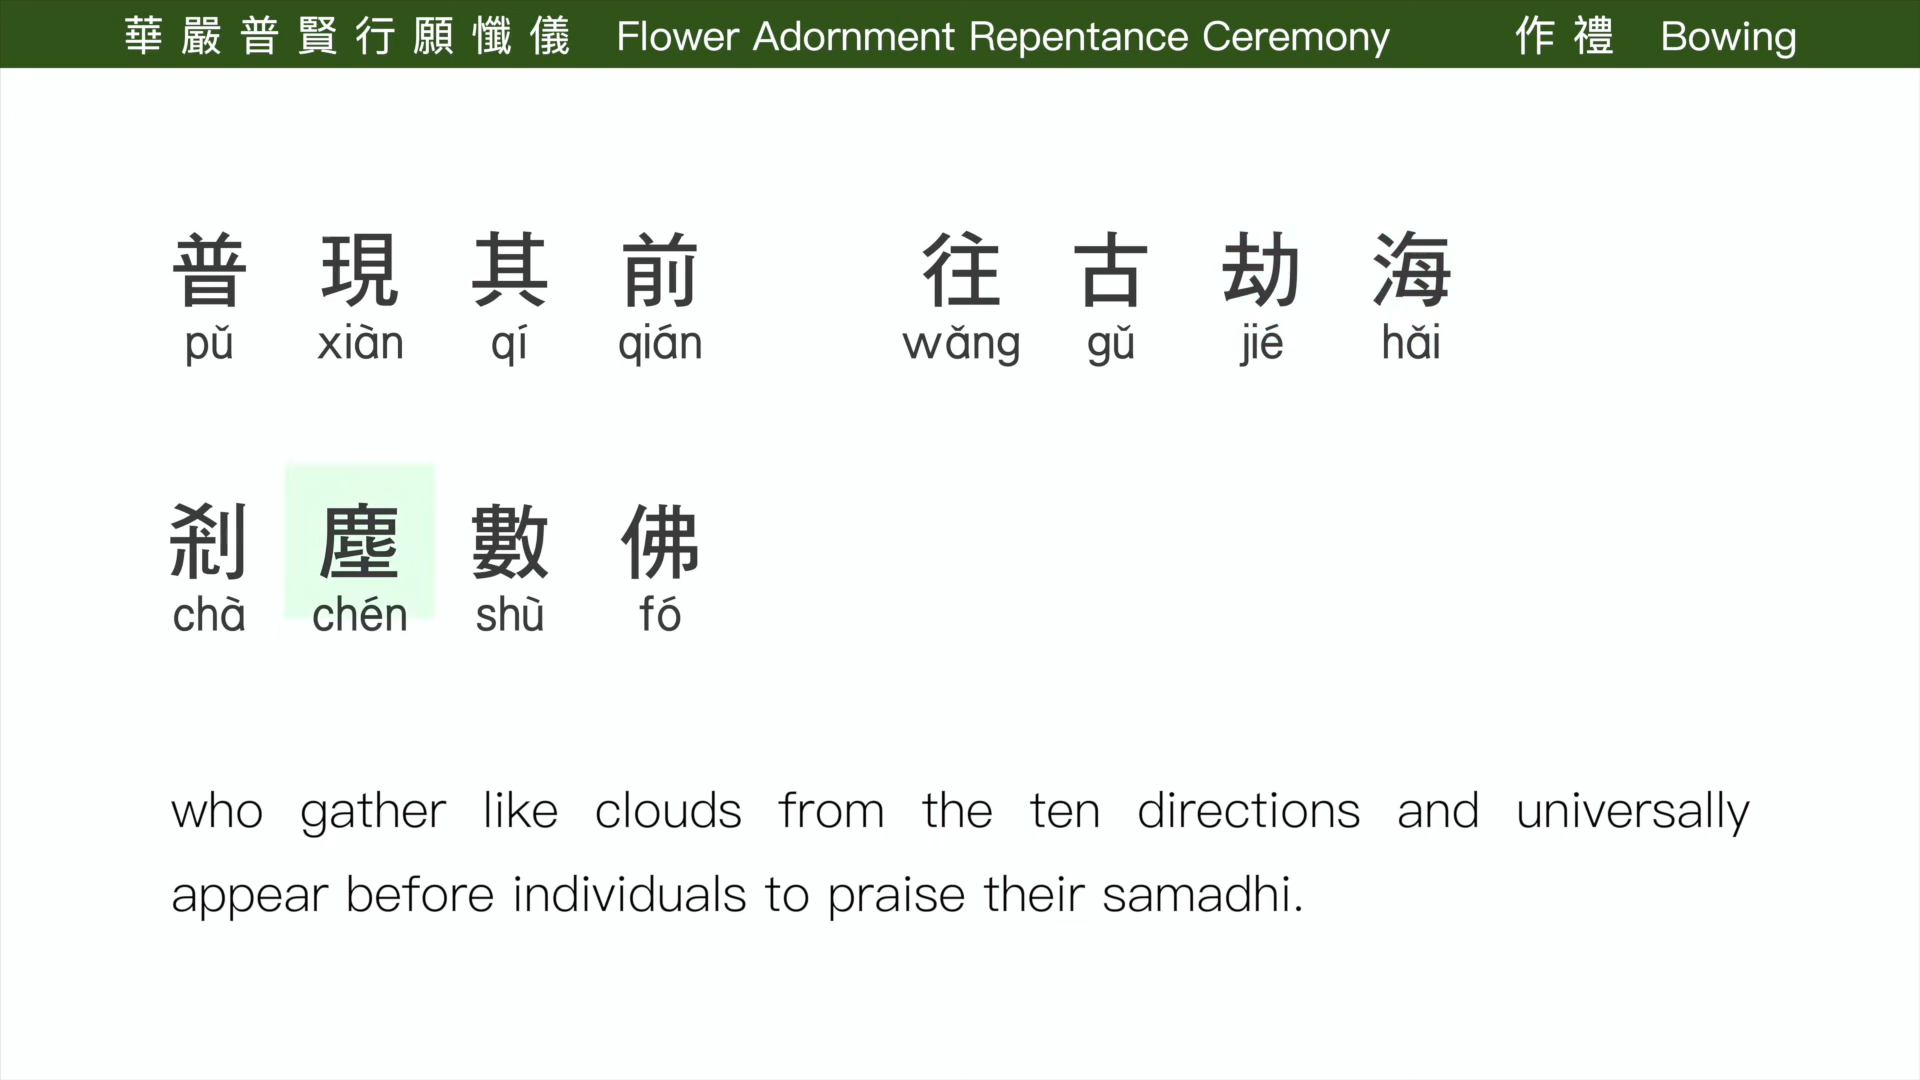 華嚴普賢行願懺儀 Flower Adornment Repentance Ceremony 作禮 Bowing
普現其前 往古劫海
pǔ xiàn qí qián wǎng gǔ jié hǎi
剎塵數佛
chà chén shù fó
who gather like clouds from the ten directions and universally
appear before individuals to praise their samadhi.